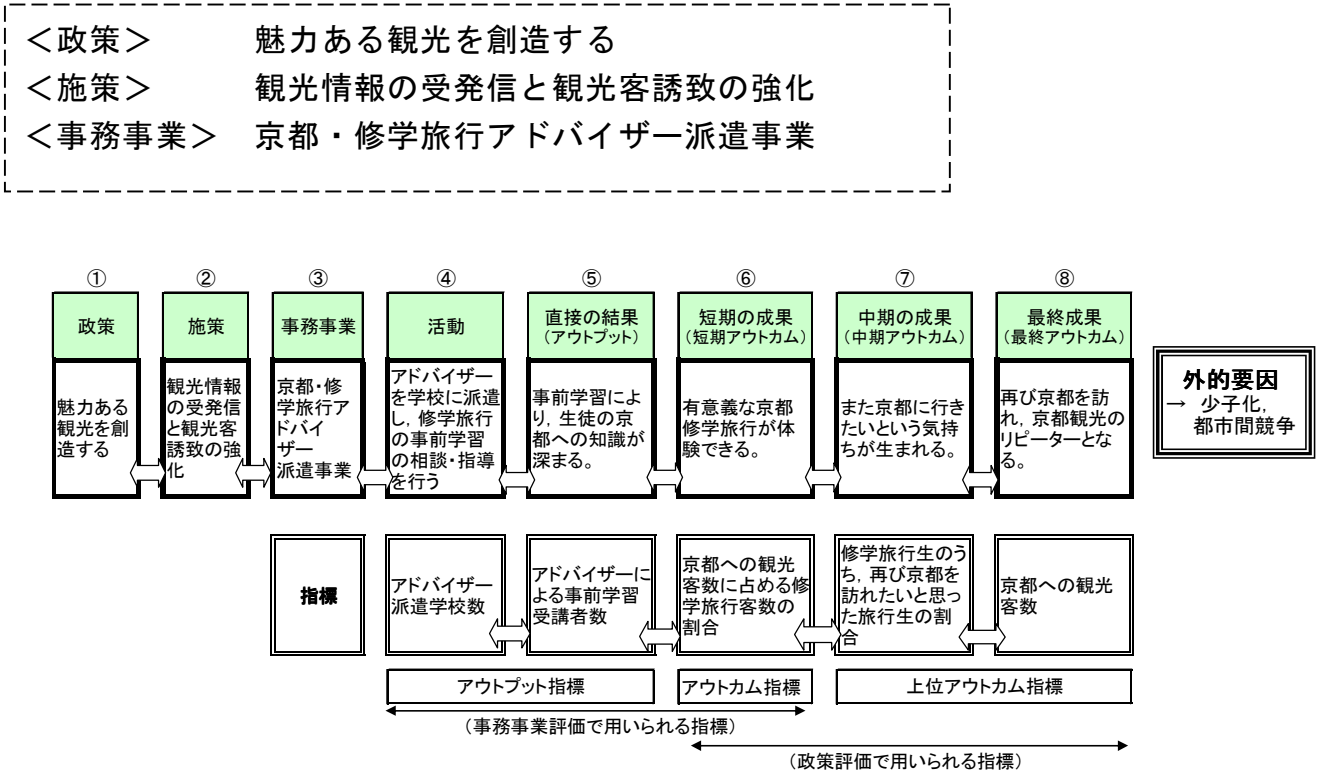 <政策> 魅力ある観光を創造する
<施策> 観光情報の受発信と観光客誘致の強化
<事務事業> 京都・修学旅行アドバイザー派遣事業
① ② ③ ④ ⑤ ⑥ ⑦ ⑧
政策
施策
事務事業
活動
直接の結果
(アウトプット)
短期の成果
(短期アウトカム)
中期の成果
(中期アウトカム)
最終成果
(最終アウトカム)
魅力ある
観光を創
造する
観光情報
の受発信
と観光客
誘致の強
化
京都・修
学旅行ア
ドバイ
ザー
派遣事業
アドバイザー
を学校に派遣
し,修学旅行
の事前学習
の相談・指導
を行う
事前学習によ
り,生徒の京
都への知識が
深まる。
有意義な京都
修学旅行が体
験できる。
また京都に行き
たいという気持
ちが生まれる。
再び京都を訪
れ,京都観光の
リピーターとな
る。
外的要因
→ 少子化,
都市間競争
指標
アドバイザー
派遣学校数
アドバイザーに
よる事前学習
受講者数
京都への観光
客数に占める修
学旅行客数の
割合
修学旅行生のう
ち,再び京都を
訪れたいと思っ
た旅行生の割
合
京都への観光
客数
アウトプット指標
アウトカム指標
上位アウトカム指標
(事務事業評価で用いられる指標)
(政策評価で用いられる指標)